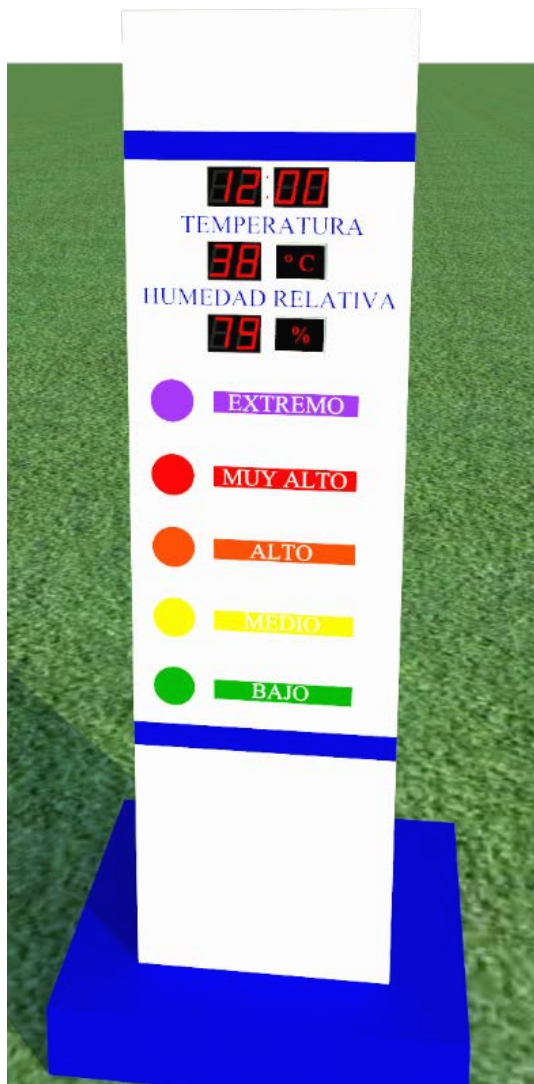 12:00
TEMPERATURA
38 °C
HUMEDAD RELATIVA
79 %
EXTREMO
MUY ALTO
ALTO
MEDIO
BAJO